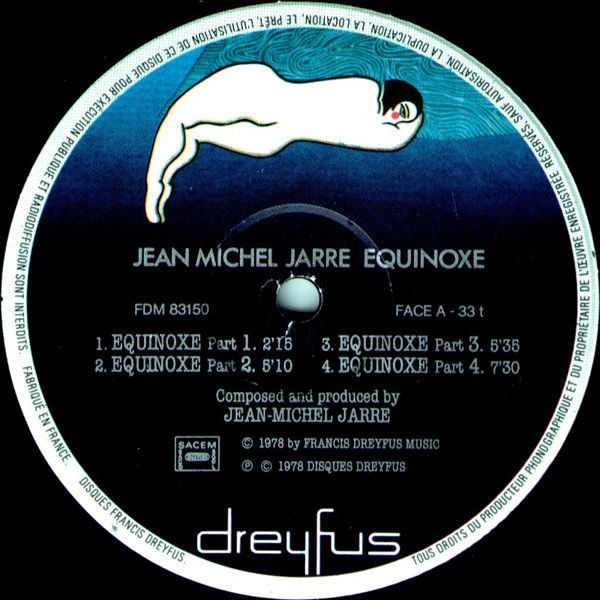 JEAN MICHEL JARRE EQUINOXE
FDM 83150
FACE A - 33 t
1. EQUINOXE Part 1. 2'15
2. EQUINOXE Part 2. 5'10
3. EQUINOXE Part 3. 5'35
4. EQUINOXE Part 4. 7'30
Composed and produced by
JEAN-MICHEL JARRE
SACEM
© 1978 by FRANCIS DREYFUS MUSIC
℗ © 1978 DISQUES DREYFUS
dreyfus
TOUS DROITS DU PRODUCTEUR PHONOGRAPHIQUE ET DU PROPRIÉTAIRE DE L'ŒUVRE ENREGISTRÉE RÉSERVÉS, SAUF AUTORISATION, LA DUPLICATION, LA LOCATION, LE PRÊT, L'UTILISATION DE CE DISQUE POUR EXÉCUTION PUBLIQUE ET RADIODIFFUSION SONT INTERDITS. FABRIQUÉ EN FRANCE.
DISQUES FRANCIS DREYFUS.